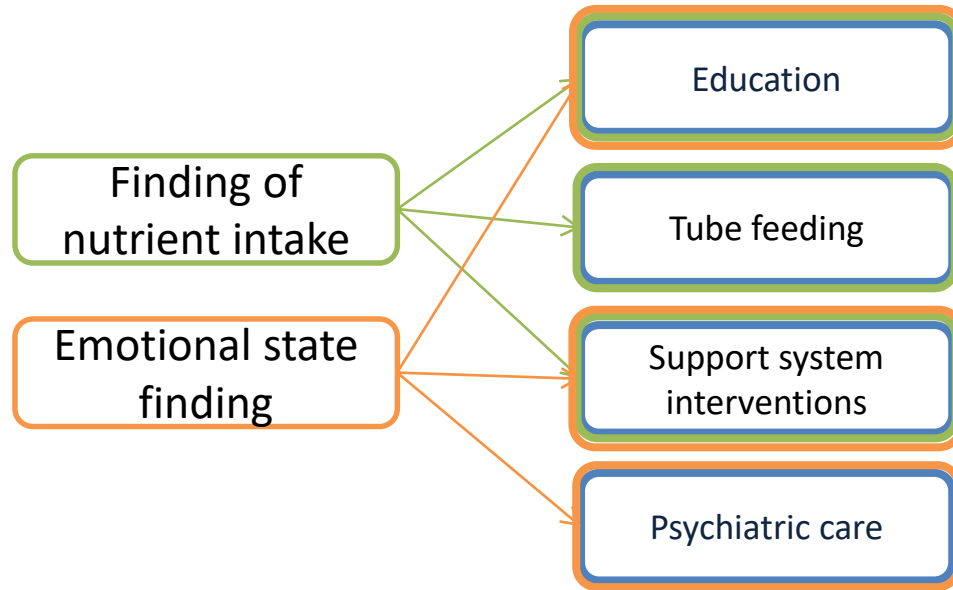 Finding of
nutrient intake
Emotional state
finding
Education
Tube feeding
Support system
interventions
Psychiatric care